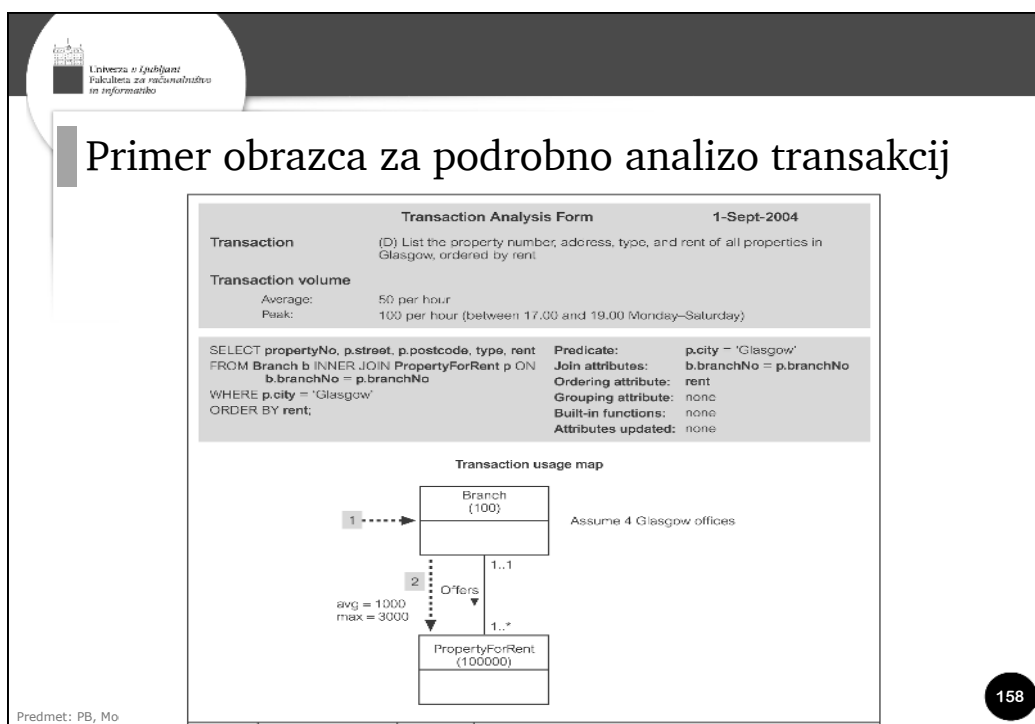 Univerza v Ljubljani
Fakulteta za računalništvo
in informatiko
Primer obrazca za podrobno analizo transakcij
Transaction Analysis Form 1-Sept-2004
Transaction (D) List the property number, address, type, and rent of all properties in
Glasgow, ordered by rent
Transaction volume
Average: 50 per hour
Peak: 100 per hour (between 17.00 and 19.00 Monday–Saturday)
SELECT propertyNo, p.street, p.postcode, type, rent
FROM Branch b INNER JOIN PropertyForRent p ON
b.branchNo = p.branchNo
WHERE p.city = 'Glasgow'
ORDER BY rent;
Predicate: p.city = 'Glasgow'
Join attributes: b.branchNo = p.branchNo
Ordering attribute: rent
Grouping attribute: none
Built-in functions: none
Attributes updated: none
Transaction usage map
Branch
(100)
1
Assume 4 Glasgow offices
1..1
2
Offers
avg = 1000
max = 3000
1..*
PropertyForRent
(100000)
158
Predmet: PB, Mo